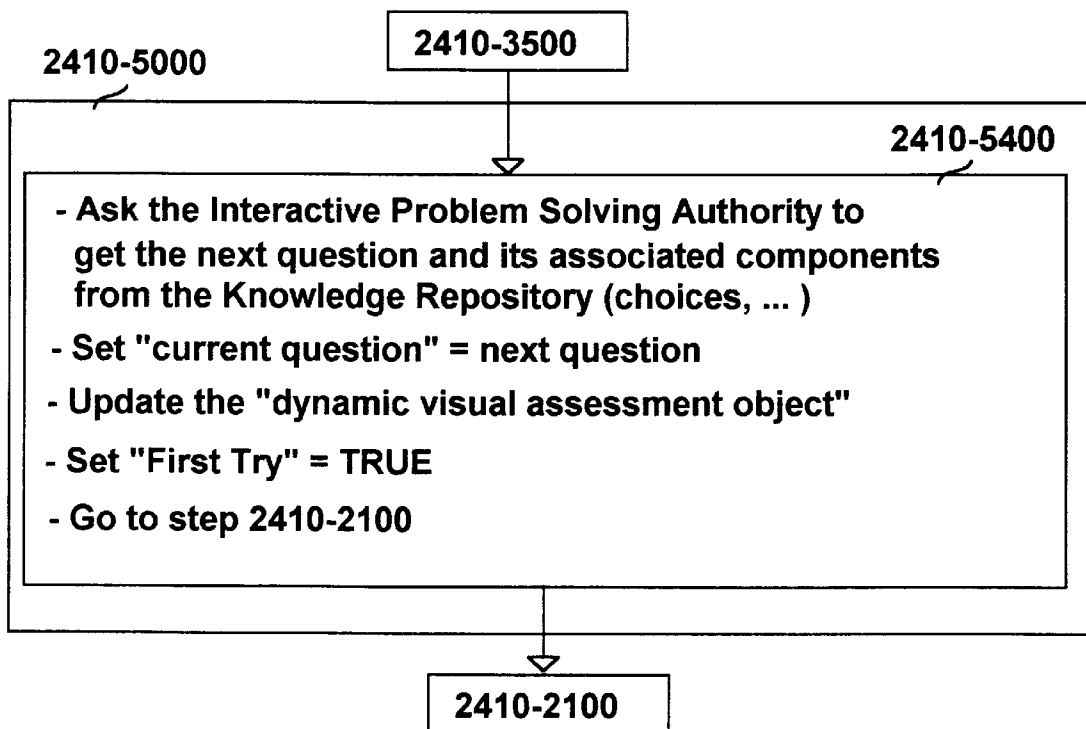 2410-3500
2410-5000
2410-5400
- Ask the Interactive Problem Solving Authority to
get the next question and its associated components
from the Knowledge Repository (choices, ... )
- Set "current question" = next question
- Update the "dynamic visual assessment object"
- Set "First Try" = TRUE
- Go to step 2410-2100
2410-2100